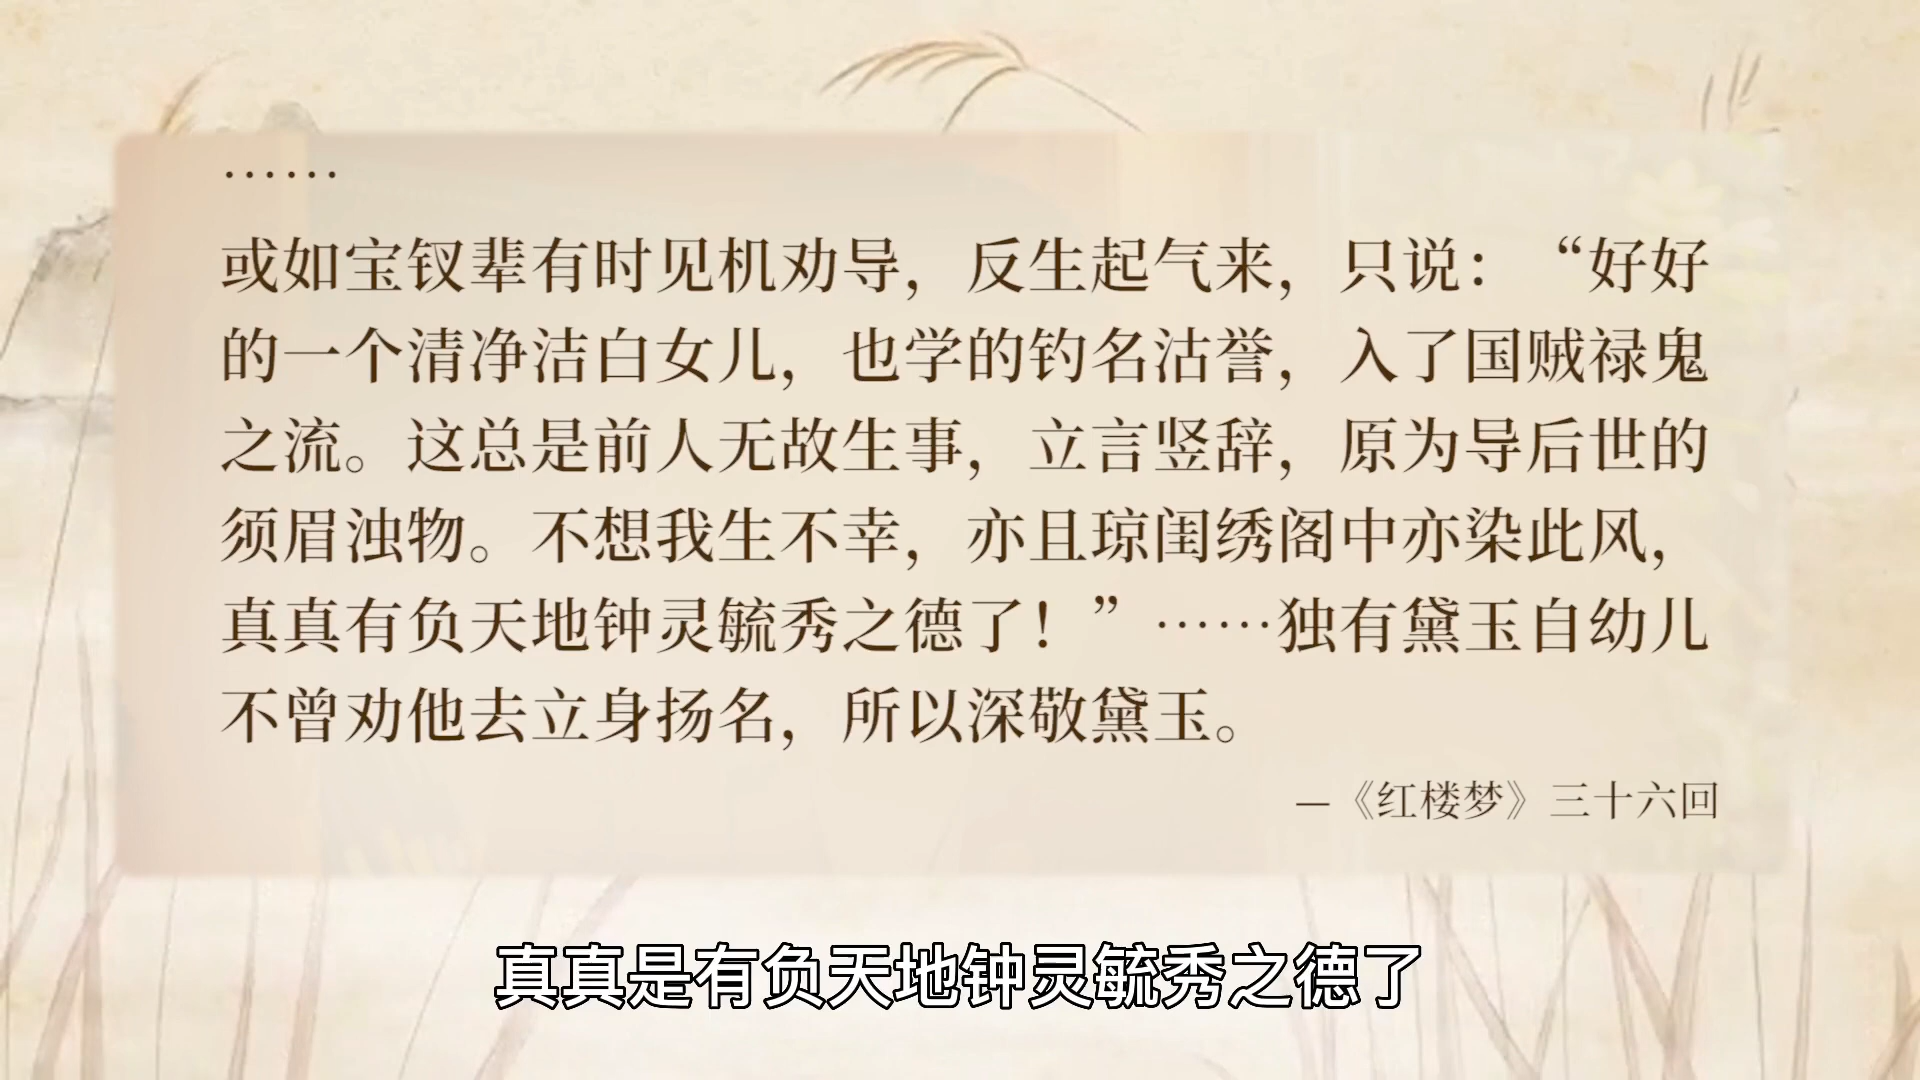 ……
或如宝钗辈有时见机劝导，反生起气来，只说：“好好
的一个清净洁白女儿，也学的钓名沽誉，入了国贼禄鬼
之流。这总是前人无故生事，立言竖辞，原为导后世的
须眉浊物。不想我生不幸，亦且琼闺绣阁中亦染此风，
真真有负天地钟灵毓秀之德了！”……独有黛玉自幼儿
不曾劝他去立身扬名，所以深敬黛玉。
—《红楼梦》三十六回
真真是有负天地钟灵毓秀之德了